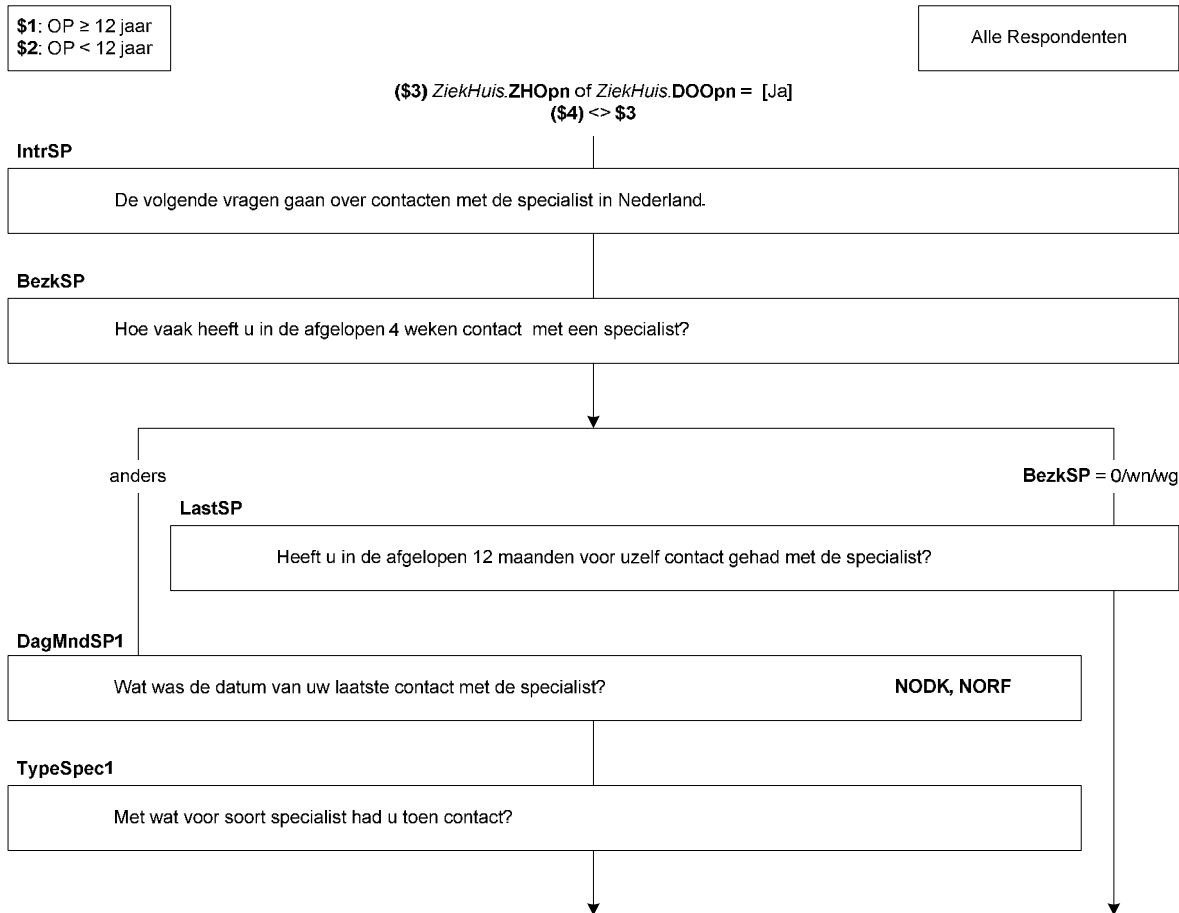 $1: OP ≥ 12 jaar
$2: OP < 12 jaar
Alle Respondenten
($3) ZiekHuis.ZHOpn of ZiekHuis.DOOpn = [Ja]
($4) <> $3
IntrSP
De volgende vragen gaan over contacten met de specialist in Nederland.
BezkSP
Hoe vaak heeft u in de afgelopen 4 weken contact met een specialist?
anders
BezkSP = 0/wn/wg
LastSP
Heeft u in de afgelopen 12 maanden voor uzelf contact gehad met de specialist?
DagMndSP1
Wat was de datum van uw laatste contact met de specialist? NODK, NORF
TypeSpec1
Met wat voor soort specialist had u toen contact?